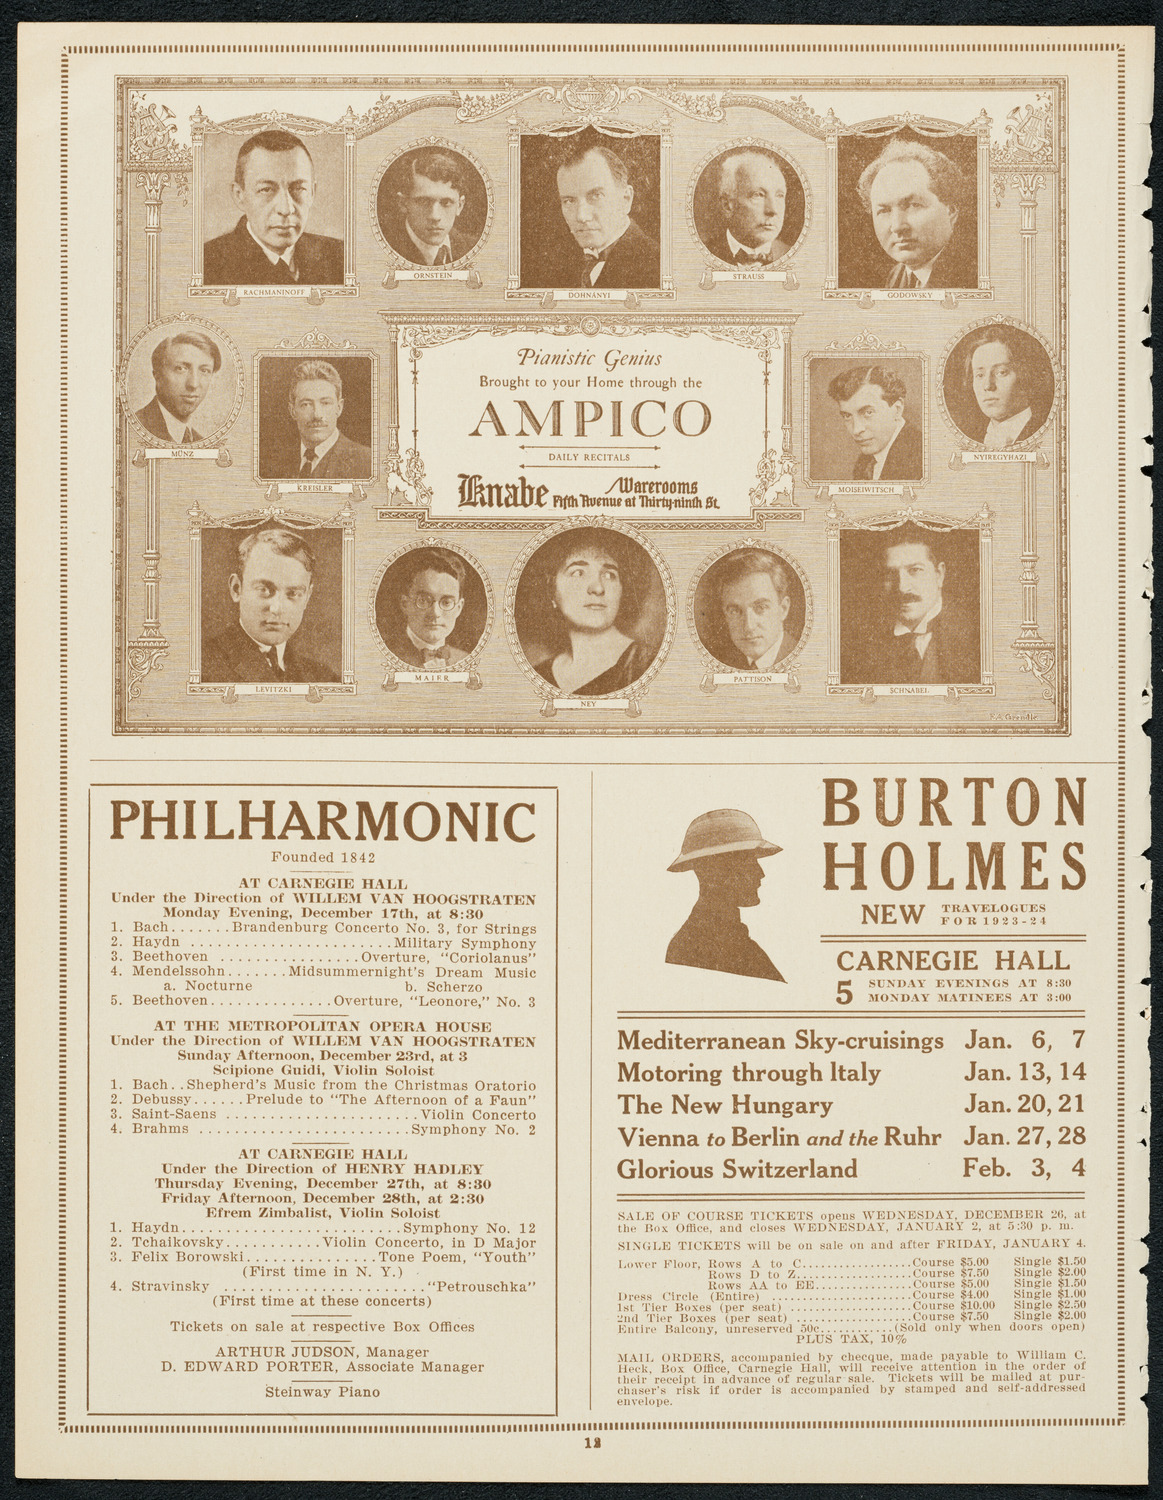 RACHMANINOFF
ORNSTEIN
DOHNANYI
STRAUSS
GODOWSKY
MÜNZ
KREISLER
Pianistic Genius
Brought to your Home through the
AMPICO
DAILY RECITALS
Knabe Warerooms
Fifth Avenue at Thirty-ninth St.
MOISEIWITSCH
NYIREGYHAZI
LEVITZKI
MAIER
NEY
PATTISON
SCHNABEL
PHILHARMONIC
Founded 1842
AT CARNEGIE HALL
Under the Direction of WILLEM VAN HOOGSTRATEN
Monday Evening, December 17th, at 8:30
1. Bach.......Brandenburg Concerto No. 3, for Strings
2. Haydn ......................Military Symphony
3. Beethoven ................Overture, "Coriolanus"
4. Mendelssohn.......Midsummernight's Dream Music
a. Nocturne b. Scherzo
5. Beethoven..............Overture, "Leonore," No. 3
AT THE METROPOLITAN OPERA HOUSE
Under the Direction of WILLEM VAN HOOGSTRATEN
Sunday Afternoon, December 23rd, at 3
Scipione Guidi, Violin Soloist
1. Bach..Shepherd's Music from the Christmas Oratorio
2. Debussy......Prelude to "The Afternoon of a Faun"
3. Saint-Saens .....................Violin Concerto
4. Brahms .......................Symphony No. 2
AT CARNEGIE HALL
Under the Direction of HENRY HADLEY
Thursday Evening, December 27th, at 8:30
Friday Afternoon, December 28th, at 2:30
Efrem Zimbalist, Violin Soloist
1. Haydn........................Symphony No. 12
2. Tchaikovsky..........Violin Concerto, in D Major
3. Felix Borowski..............Tone Poem, "Youth"
(First time in N. Y.)
4. Stravinsky ......................"Petrouschka"
(First time at these concerts)
Tickets on sale at respective Box Offices
ARTHUR JUDSON, Manager
D. EDWARD PORTER, Associate Manager
Steinway Piano
BURTON
HOLMES
NEW TRAVELOGUES
FOR 1923-24
CARNEGIE HALL
5 SUNDAY EVENINGS AT 8:30
MONDAY MATINEES AT 3:00
Mediterranean Sky-cruisings Jan. 6, 7
Motoring through Italy Jan. 13, 14
The New Hungary Jan. 20, 21
Vienna to Berlin and the Ruhr Jan. 27, 28
Glorious Switzerland Feb. 3, 4
SALE OF COURSE TICKETS opens WEDNESDAY, DECEMBER 26, at
the Box Office, and closes WEDNESDAY, JANUARY 2, at 5:30 p. m.
SINGLE TICKETS will be on sale on and after FRIDAY, JANUARY 4.
Lower Floor, Rows A to C..................Course $5.00 Single $1.50
Rows D to Z...................Course $7.50 Single $2.00
Rows AA to EE................Course $5.00 Single $1.50
Dress Circle (Entire) .......................Course $4.00 Single $1.00
1st Tier Boxes (per seat) ....................Course $10.00 Single $2.50
2nd Tier Boxes (per seat) ....................Course $7.50 Single $2.00
Entire Balcony, unreserved 50c............(Sold only when doors open)
PLUS TAX, 10%
MAIL ORDERS, accompanied by checque, made payable to William C.
Heck, Box Office, Carnegie Hall, will receive attention in the order of
their receipt in advance of regular sale. Tickets will be mailed at pur-
chaser's risk if order is accompanied by stamped and self-addressed
envelope.